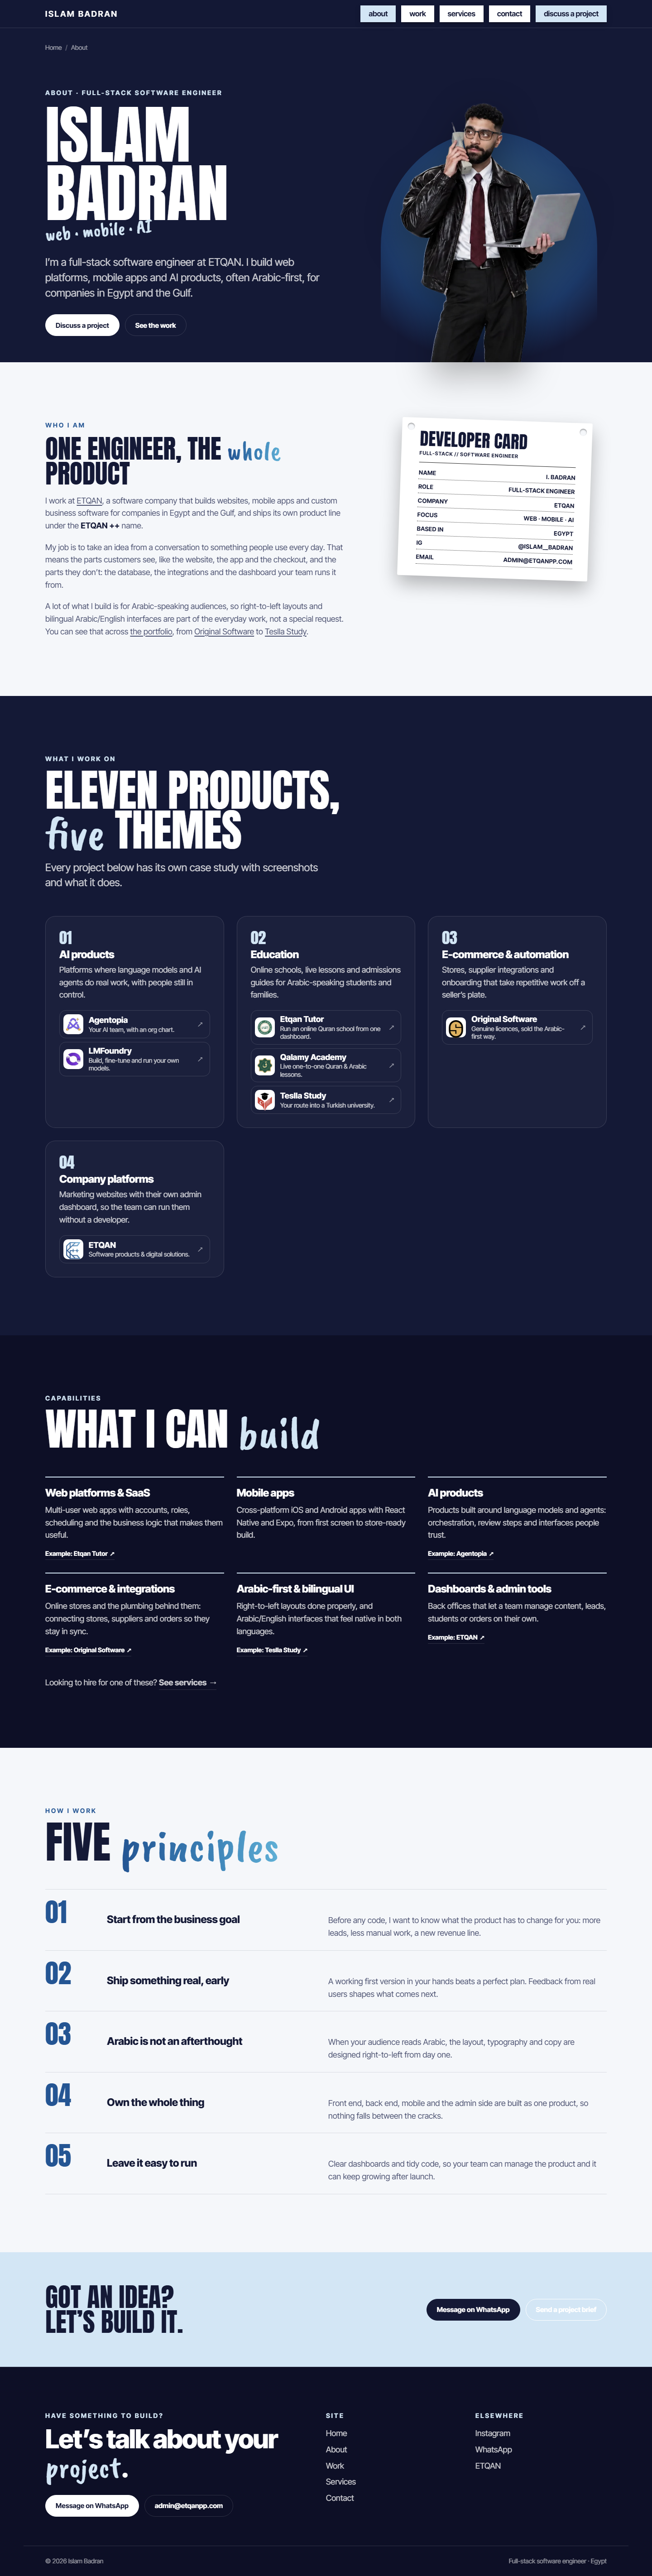 ISLAM BADRAN
about
work
services
contact
discuss a project
Home / About
ABOUT · FULL-STACK SOFTWARE ENGINEER
ISLAM
BADRAN
web · mobile · AI
I'm a full-stack software engineer at ETQAN. I build web
platforms, mobile apps and AI products, often Arabic-first, for
companies in Egypt and the Gulf.
Discuss a project
See the work
WHO I AM
ONE ENGINEER, THE whole
PRODUCT
I work at ETQAN, a software company that builds websites, mobile apps and custom
business software for companies in Egypt and the Gulf, and ships its own product line
under the ETQAN ++ name.
My job is to take an idea from a conversation to something people use every day. That
means the parts customers see, like the website, the app and the checkout, and the
parts they don't: the database, the integrations and the dashboard your team runs it
from.
A lot of what I build is for Arabic-speaking audiences, so right-to-left layouts and
bilingual Arabic/English interfaces are part of the everyday work, not a special request.
You can see that across the portfolio, from Original Software to Teslla Study.
DEVELOPER CARD
FULL-STACK // SOFTWARE ENGINEER
NAME I. BADRAN
ROLE FULL-STACK ENGINEER
COMPANY ETQAN
FOCUS WEB · MOBILE · AI
BASED IN EGYPT
IG @ISLAM__BADRAN
EMAIL ADMIN@ETQANPP.COM
WHAT I WORK ON
ELEVEN PRODUCTS,
five THEMES
Every project below has its own case study with screenshots
and what it does.
01
AI products
Platforms where language models and AI
agents do real work, with people still in
control.
Agentopia
Your AI team, with an org chart.
↗
LMFoundry
Build, fine-tune and run your own
models.
↗
02
Education
Online schools, live lessons and admissions
guides for Arabic-speaking students and
families.
Etqan Tutor
Run an online Quran school from one
dashboard.
↗
Qalamy Academy
Live one-to-one Quran & Arabic
lessons.
↗
Teslla Study
Your route into a Turkish university.
↗
03
E-commerce & automation
Stores, supplier integrations and
onboarding that take repetitive work off a
seller's plate.
Original Software
Genuine licences, sold the Arabic-
first way.
↗
04
Company platforms
Marketing websites with their own admin
dashboard, so the team can run them
without a developer.
ETQAN
Software products & digital solutions.
↗
CAPABILITIES
WHAT I CAN build
Web platforms & SaaS
Multi-user web apps with accounts, roles,
scheduling and the business logic that makes them
useful.
Example: Etqan Tutor ↗
Mobile apps
Cross-platform iOS and Android apps with React
Native and Expo, from first screen to store-ready
build.
AI products
Products built around language models and agents:
orchestration, review steps and interfaces people
trust.
Example: Agentopia ↗
E-commerce & integrations
Online stores and the plumbing behind them:
connecting stores, suppliers and orders so they
stay in sync.
Example: Original Software ↗
Arabic-first & bilingual UI
Right-to-left layouts done properly, and
Arabic/English interfaces that feel native in both
languages.
Example: Teslla Study ↗
Dashboards & admin tools
Back offices that let a team manage content, leads,
students or orders on their own.
Example: ETQAN ↗
Looking to hire for one of these? See services →
HOW I WORK
FIVE principles
01
Start from the business goal
Before any code, I want to know what the product has to change for you: more
leads, less manual work, a new revenue line.
02
Ship something real, early
A working first version in your hands beats a perfect plan. Feedback from real
users shapes what comes next.
03
Arabic is not an afterthought
When your audience reads Arabic, the layout, typography and copy are
designed right-to-left from day one.
04
Own the whole thing
Front end, back end, mobile and the admin side are built as one product, so
nothing falls between the cracks.
05
Leave it easy to run
Clear dashboards and tidy code, so your team can manage the product and it
can keep growing after launch.
GOT AN IDEA?
LET'S BUILD IT.
Message on WhatsApp
Send a project brief
HAVE SOMETHING TO BUILD?
Let's talk about your
project.
Message on WhatsApp
admin@etqanpp.com
SITE
Home
About
Work
Services
Contact
ELSEWHERE
Instagram
WhatsApp
ETQAN
© 2026 Islam Badran
Full-stack software engineer · Egypt